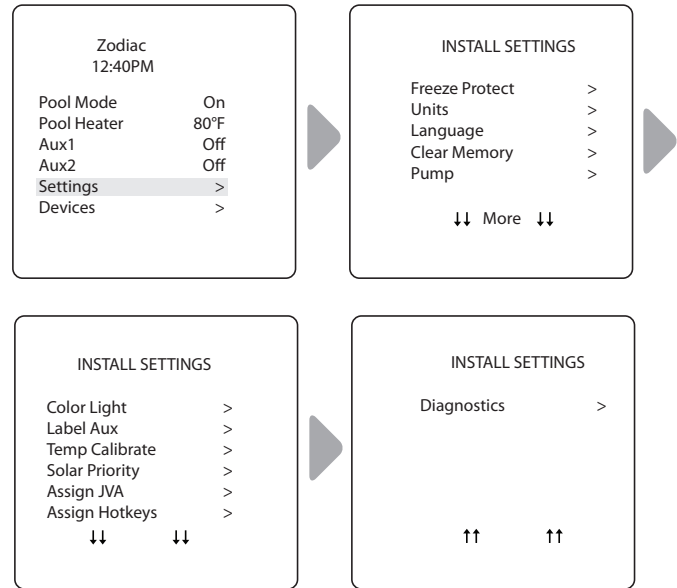 Zodiac
12:40PM
Pool Mode On
Pool Heater 80°F
Aux1 Off
Aux2 Off
Settings >
Devices >
INSTALL SETTINGS
Freeze Protect >
Units >
Language >
Clear Memory >
Pump >
↓↓ More ↓↓
INSTALL SETTINGS
Color Light >
Label Aux >
Temp Calibrate >
Solar Priority >
Assign JVA >
Assign Hotkeys >
↓↓ ↓↓
INSTALL SETTINGS
Diagnostics >
↑↑ ↑↑